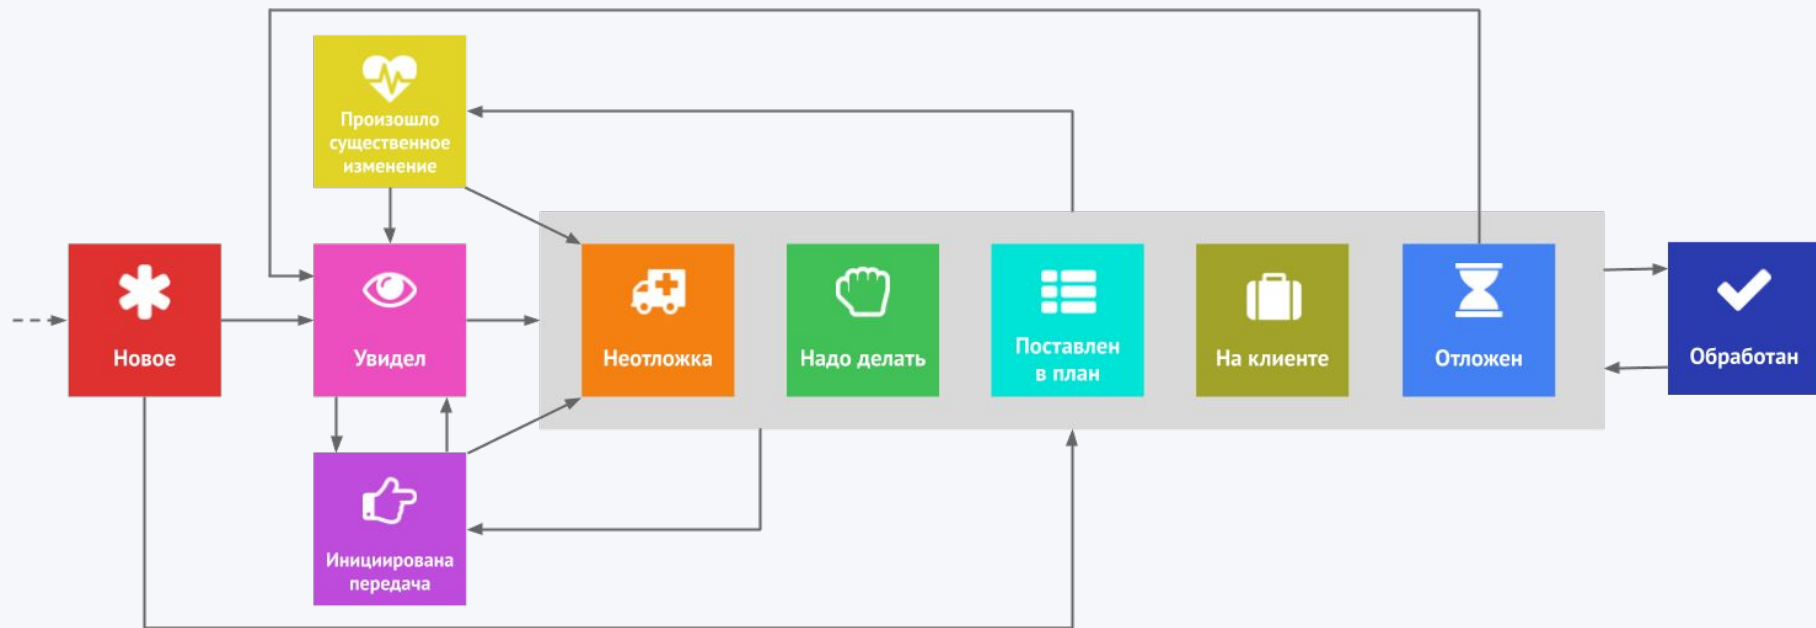 Произошло
существенное
изменение
Новое
Увидел
Неотложка
Надо делать
Поставлен
в план
На клиенте
Отложен
Обработан
Инициирована
передача